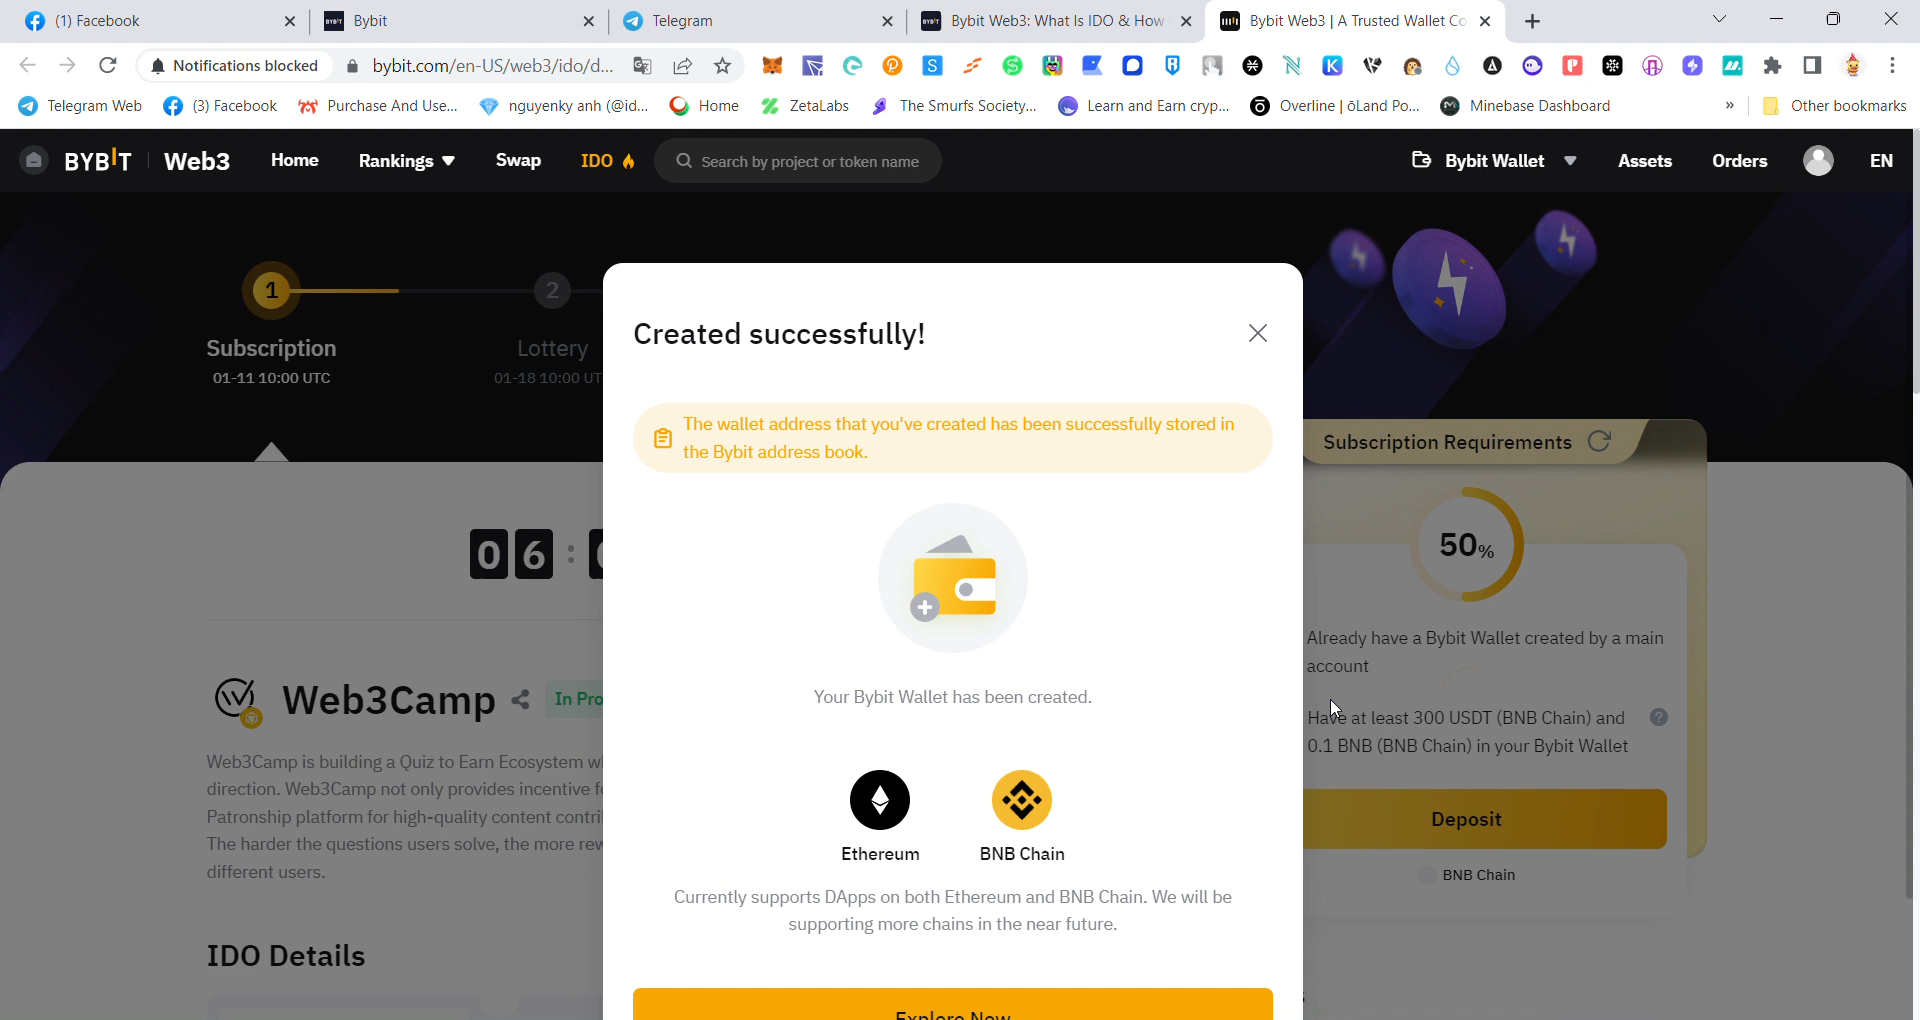 (1) Facebook
Bybit
Telegram
Bybit Web3: What Is IDO & How
Bybit Web3 | A Trusted Wallet Co
Notifications blocked
bybit.com/en-US/web3/ido/d...
Telegram Web
(3) Facebook
Purchase And Use...
nguyenky anh (@id...
Home
ZetaLabs
The Smurfs Society...
Learn and Earn cryp...
Overline | ōLand Po...
Minebase Dashboard
»
Other bookmarks
BYBIT Web3
Home
Rankings
Swap
IDO
Search by project or token name
Bybit Wallet
Assets
Orders
EN
1
2
Subscription
01-11 10:00 UTC
Lottery
01-18 10:00 UT
Created successfully!
The wallet address that you've created has been successfully stored in
the Bybit address book.
Your Bybit Wallet has been created.
Ethereum
BNB Chain
Currently supports DApps on both Ethereum and BNB Chain. We will be
supporting more chains in the near future.
Explore Now
06 :
Web3Camp
In Pro
Web3Camp is building a Quiz to Earn Ecosystem
direction. Web3Camp not only provides incentive
Patronship platform for high-quality content contri
The harder the questions users solve, the more
different users.
IDO Details
Subscription Requirements
50%
Already have a Bybit Wallet created by a main
account
Have at least 300 USDT (BNB Chain) and
0.1 BNB (BNB Chain) in your Bybit Wallet
?
Deposit
BNB Chain